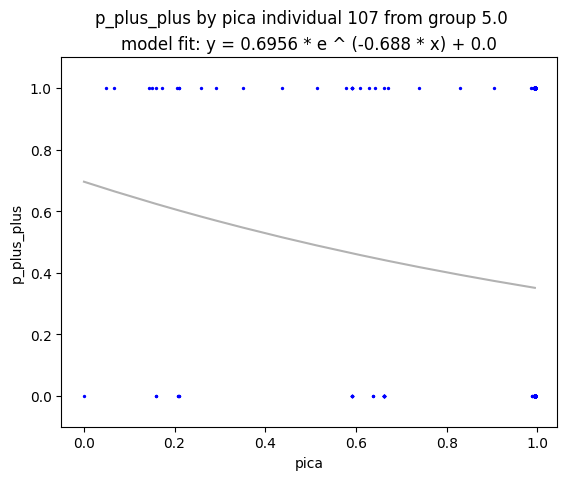 p_plus_plus by pica individual 107 from group 5.0
model fit: y = 0.6956 * e ^ (-0.688 * x) + 0.0
1.0
0.8
0.6
0.4
0.2
0.0
p_plus_plus
0.0 0.2 0.4 0.6 0.8 1.0
pica